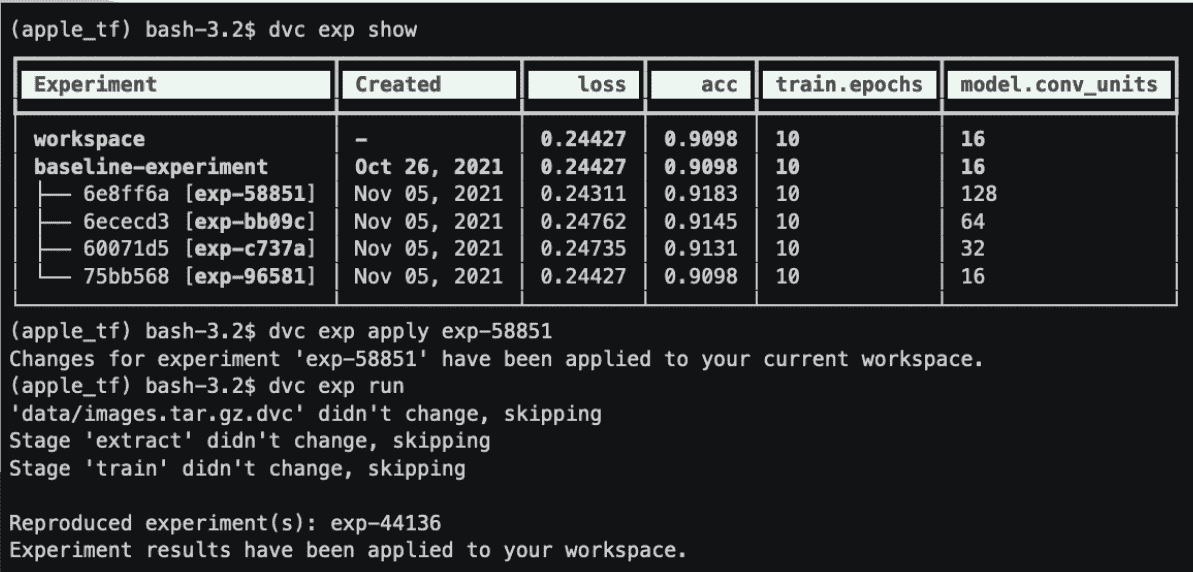 (apple_tf) bash-3.2$ dvc exp show
Experiment Created loss acc train.epochs model.conv_units
workspace - 0.24427 0.9098 10 16
baseline-experiment Oct 26, 2021 0.24427 0.9098 10 16
├── 6e8ff6a [exp-58851] Nov 05, 2021 0.24311 0.9183 10 128
├── 6ececd3 [exp-bb09c] Nov 05, 2021 0.24762 0.9145 10 64
├── 60071d5 [exp-c737a] Nov 05, 2021 0.24735 0.9131 10 32
└── 75bb568 [exp-96581] Nov 05, 2021 0.24427 0.9098 10 16
(apple_tf) bash-3.2$ dvc exp apply exp-58851
Changes for experiment 'exp-58851' have been applied to your current workspace.
(apple_tf) bash-3.2$ dvc exp run
'data/images.tar.gz.dvc' didn't change, skipping
Stage 'extract' didn't change, skipping
Stage 'train' didn't change, skipping
Reproduced experiment(s): exp-44136
Experiment results have been applied to your workspace.